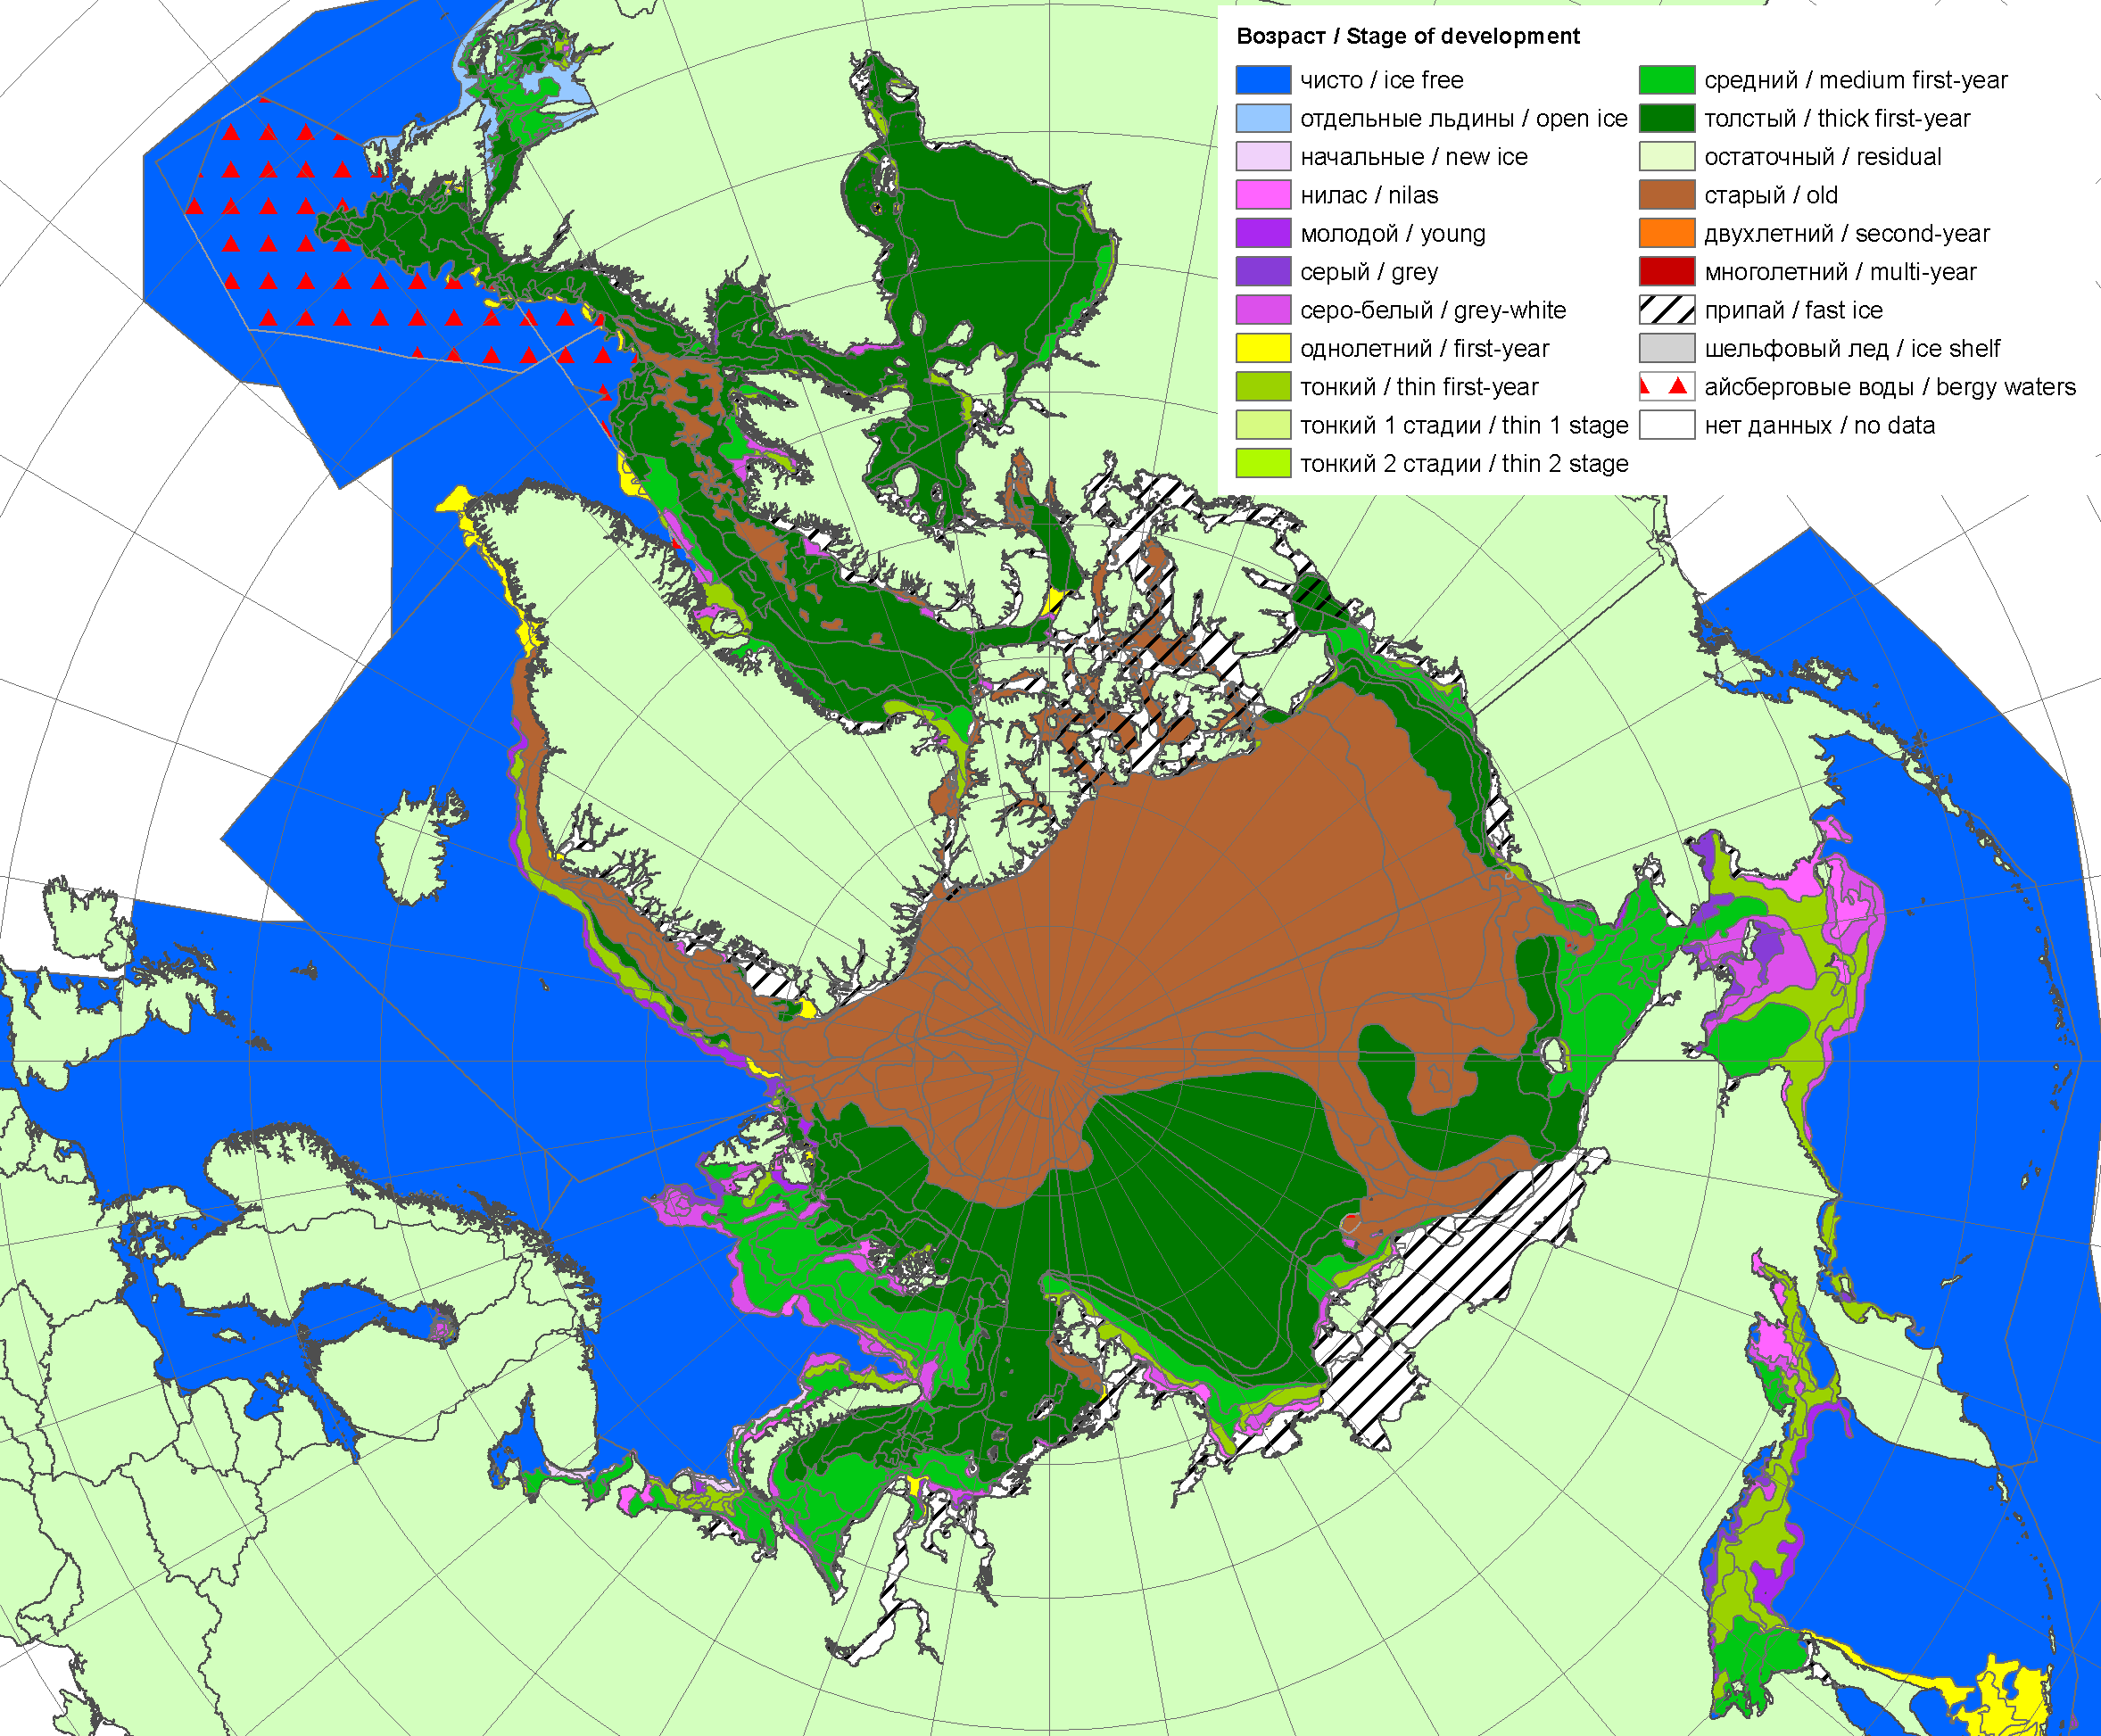 Возраст / Stage of development
чисто / ice free
отдельные льдины / open ice
начальные / new ice
нилас / nilas
молодой / young
серый / grey
серо-белый / grey-white
однолетний / first-year
тонкий / thin first-year
тонкий 1 стадии / thin 1 stage
тонкий 2 стадии / thin 2 stage
средний / medium first-year
толстый / thick first-year
остаточный / residual
старый / old
двухлетний / second-year
многолетний / multi-year
припай / fast ice
шельфовый лед / ice shelf
айсберговые воды / bergy waters
нет данных / no data